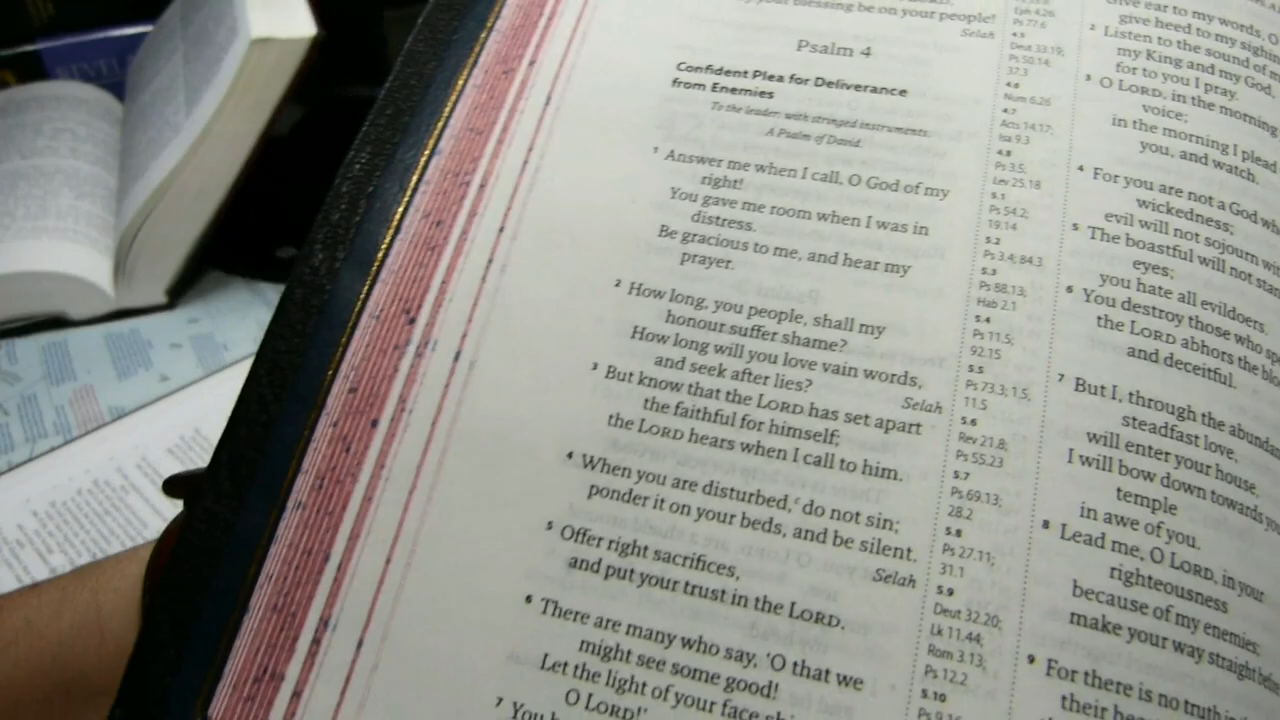 your blessing be on your people!
Selah
Psalm 4
Confident Plea for Deliverance
from Enemies
To the leader: with stringed instruments.
A Psalm of David.
1 Answer me when I call, O God of my
right!
You gave me room when I was in
distress.
Be gracious to me, and hear my
prayer.
2 How long, you people, shall my
honour suffer shame?
How long will you love vain words,
and seek after lies?
Selah
3 But know that the LORD has set apart
the faithful for himself;
the LORD hears when I call to him.
4 When you are disturbed,c do not sin;
ponder it on your beds, and be silent.
Selah
5 Offer right sacrifices,
and put your trust in the LORD.
6 There are many who say, 'O that we
might see some good!
Let the light of your face
O LORD!'
7 You
Eph 4.26;
Ps 77.6
4.5
Deut 33.19;
Ps 50.14;
37.3
4.6
Num 6.26
4.7
Acts 14.17;
Isa 9.3
4.8
Ps 3.5;
Lev 25.18
5.1
Ps 54.2;
19.14
5.2
Ps 3.4; 84.3
5.3
Ps 88.13;
Hab 2.1
5.4
Ps 11.5;
92.15
5.5
Ps 73.3; 1.5;
11.5
5.6
Rev 21.8;
Ps 55.23
5.7
Ps 69.13;
28.2
5.8
Ps 27.11;
31.1
5.9
Deut 32.20;
Lk 11.44;
Rom 3.13;
Ps 12.2
5.10
Ps 9.16
Give ear to my words, O
give heed to my sighing
2 Listen to the sound of
my King and my God,
for to you I pray.
3 O LORD, in the morning
voice;
in the morning I plead
you, and watch.
4 For you are not a God
wickedness;
evil will not sojourn
5 The boastful will not
eyes;
you hate all evildoers.
6 You destroy those who
the LORD abhors the
and deceitful.
7 But I, through the
steadfast love,
will enter your house,
I will bow down towards
temple
in awe of you.
8 Lead me, O LORD, in your
righteousness
because of my enemies;
make your way straight
9 For there is no truth
their